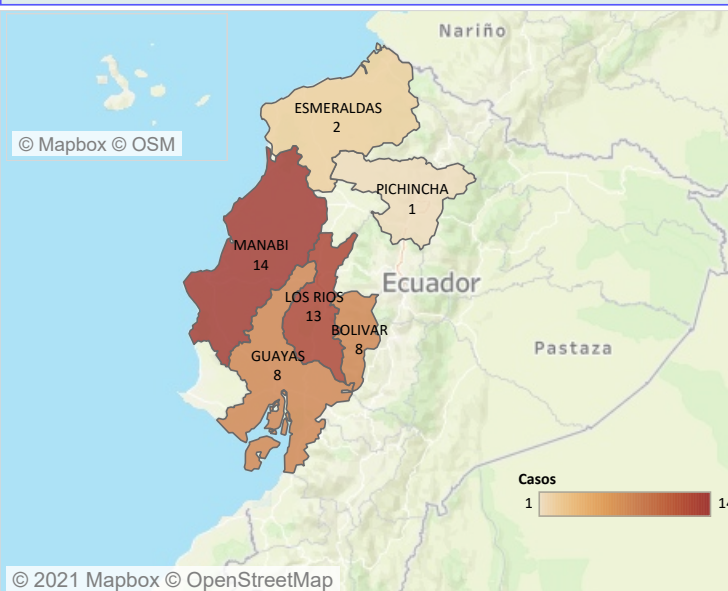 Nariño
ESMERALDAS
2
© Mapbox © OSM
PICHINCHA
1
MANABI
14
Ecuador
LOS RIOS
13
BOLIVAR
8
GUAYAS
8
Pastaza
Casos
1
14
© 2021 Mapbox © OpenStreetMap